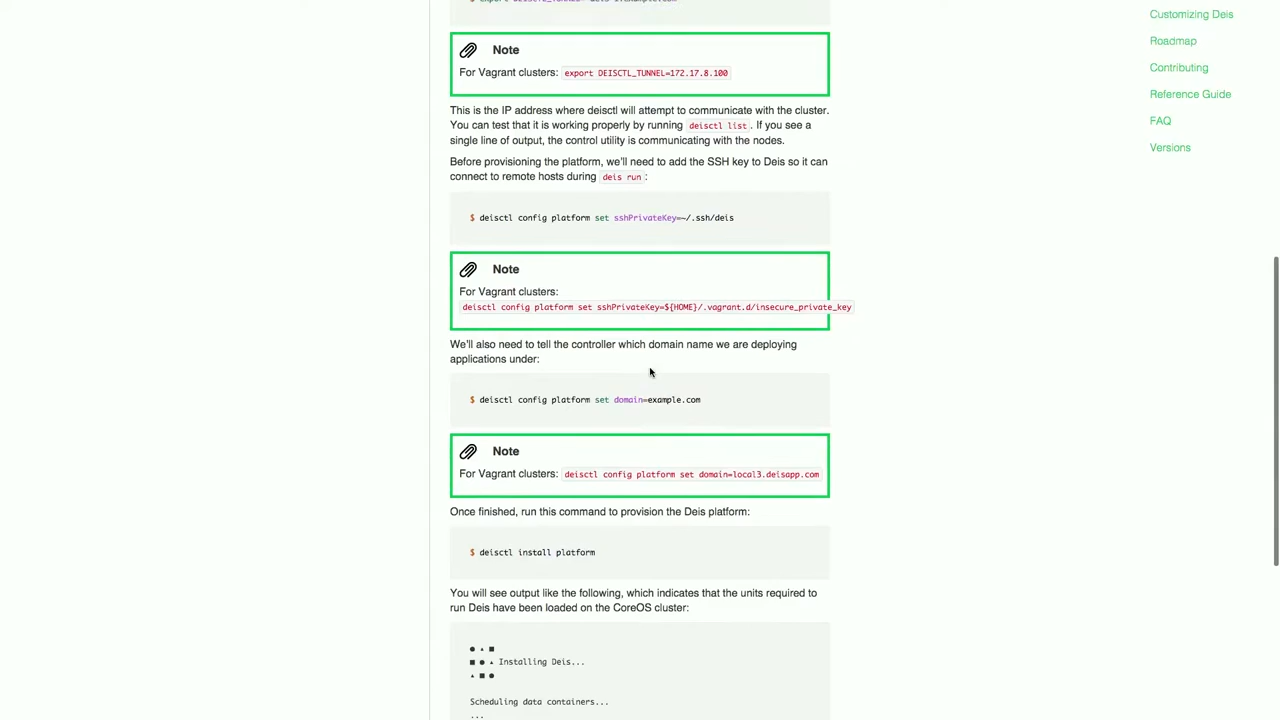 Note
For Vagrant clusters: export DEISCTL_TUNNEL=172.17.8.100
This is the IP address where deisctl will attempt to communicate with the cluster.
You can test that it is working properly by running deisctl list. If you see a
single line of output, the control utility is communicating with the nodes.
Before provisioning the platform, we'll need to add the SSH key to Deis so it can
connect to remote hosts during deis run:
$ deisctl config platform set sshPrivateKey=~/.ssh/deis
Note
For Vagrant clusters:
deisctl config platform set sshPrivateKey=${HOME}/.vagrant.d/insecure_private_key
We'll also need to tell the controller which domain name we are deploying
applications under:
$ deisctl config platform set domain=example.com
Note
For Vagrant clusters: deisctl config platform set domain=local3.deisapp.com
Once finished, run this command to provision the Deis platform:
$ deisctl install platform
You will see output like the following, which indicates that the units required to
run Deis have been loaded on the CoreOS cluster:
● ▴ ■
■ ● ▴ Installing Deis...
▴ ■ ●
Scheduling data containers...
...
Customizing Deis
Roadmap
Contributing
Reference Guide
FAQ
Versions